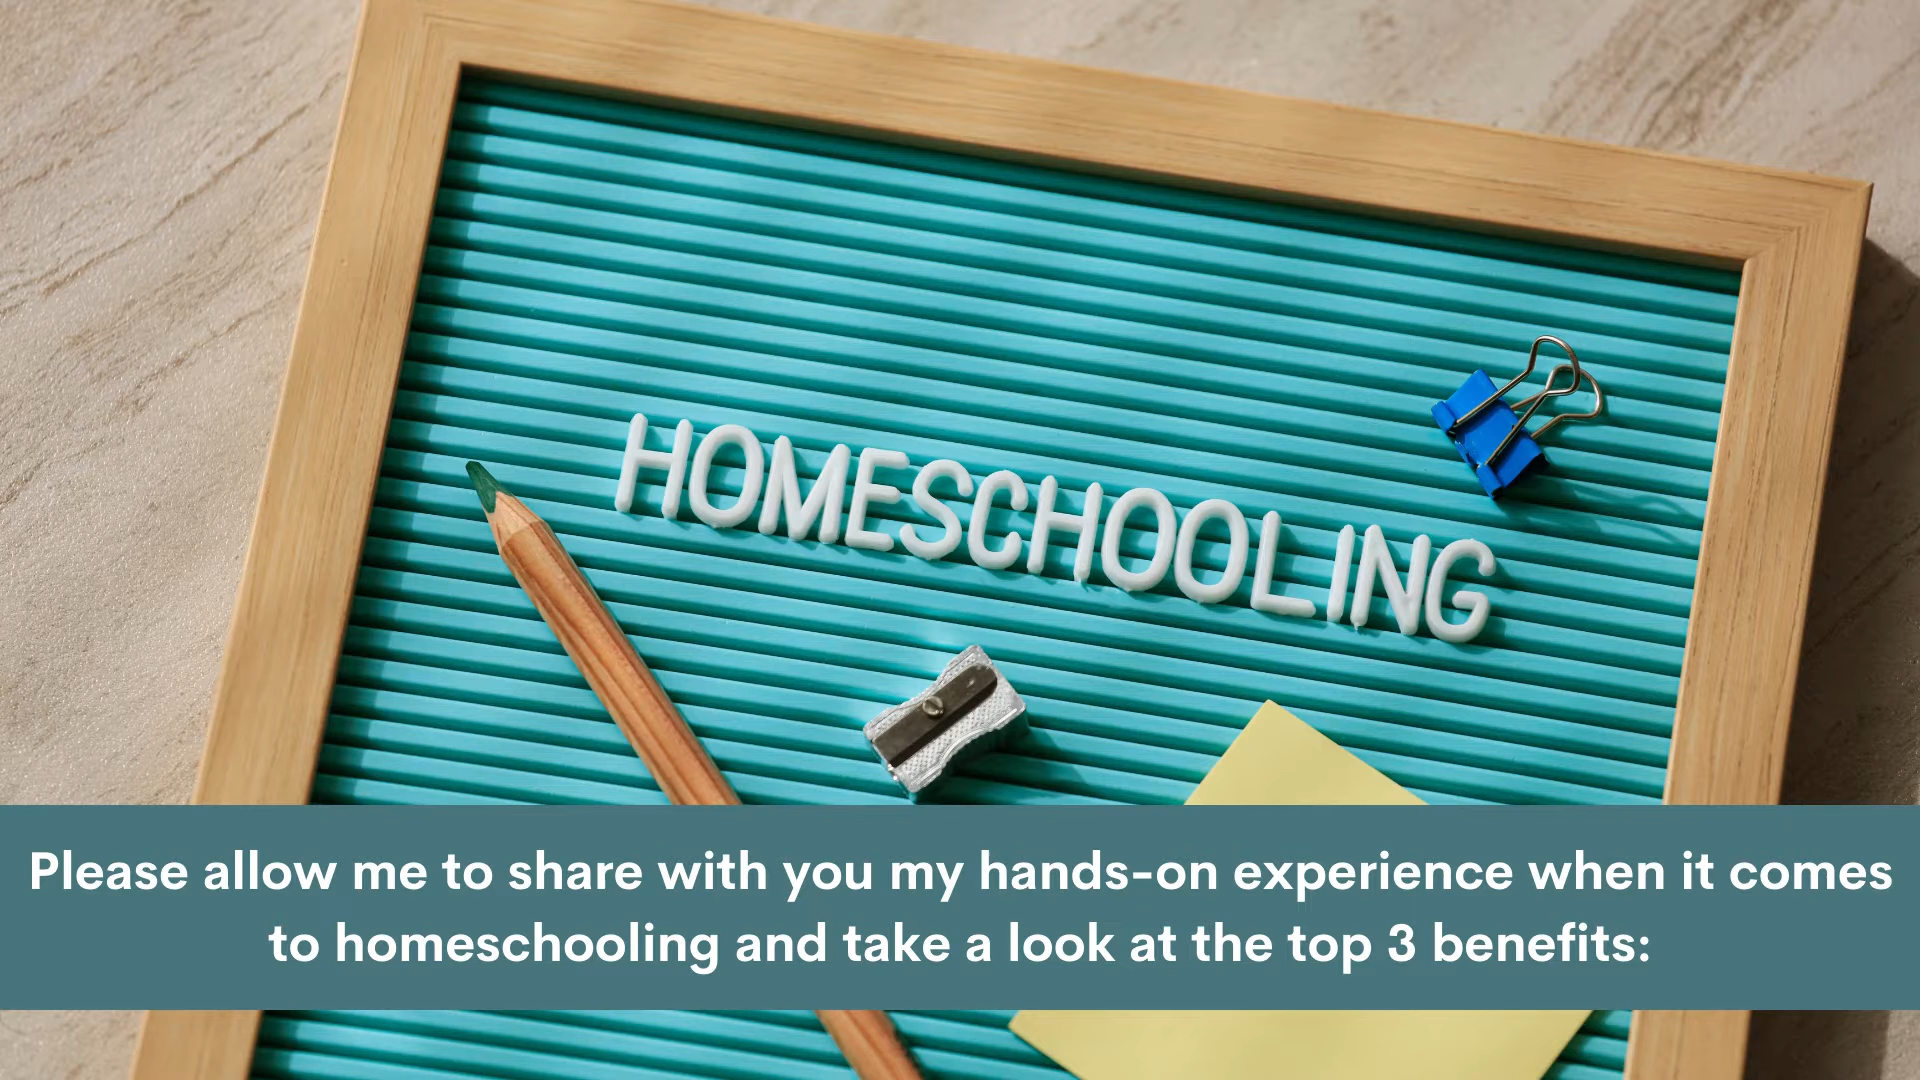 HOMESCHOOLING
Please allow me to share with you my hands-on experience when it comes
to homeschooling and take a look at the top 3 benefits: